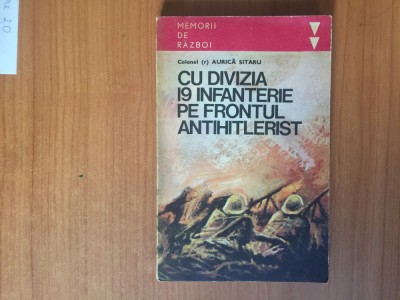 MEMORII
DE
RĂZBOI
Colonel (r) AURICĂ SITARU
CU DIVIZIA
19 INFANTERIE
PE FRONTUL
ANTIHITLERIST